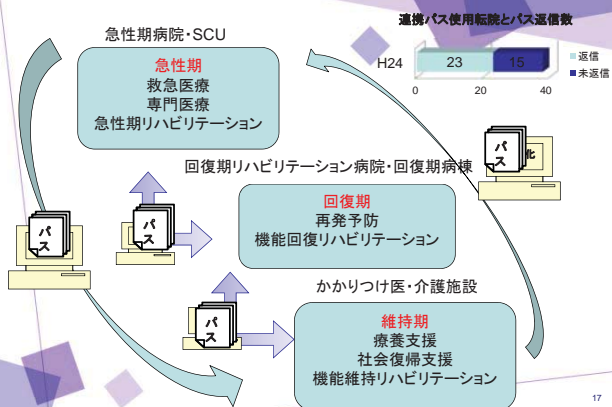 連携パス使用転院とパス返信数
H24
23
15
返信
未返信
0
20
40
急性期病院・SCU
急性期
救急医療
専門医療
急性期リハビリテーション
パス
化
回復期リハビリテーション病院・回復期病棟
パス
回復期
再発予防
機能回復リハビリテーション
パス
かかりつけ医・介護施設
パス
維持期
療養支援
社会復帰支援
機能維持リハビリテーション
17